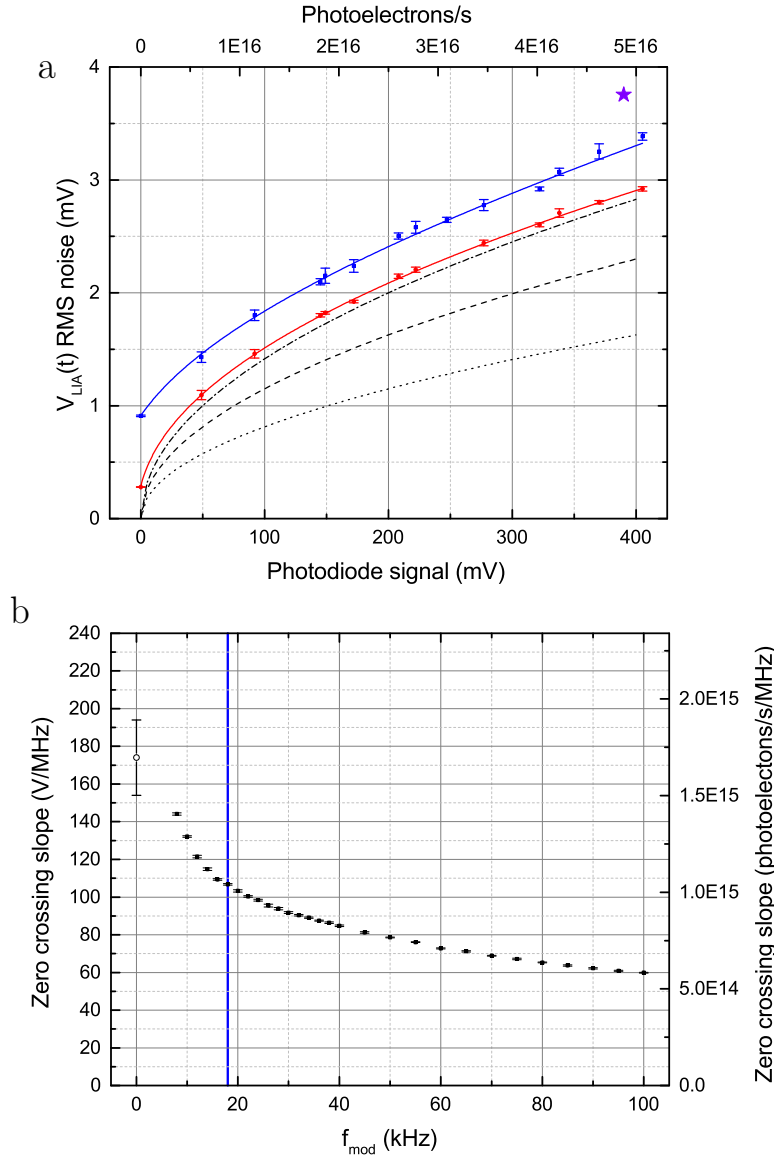 Photoelectrons/s
0 1E16 2E16 3E16 4E16 5E16
a
4
3
2
1
0
V_LIA(t) RMS noise (mV)
0 100 200 300 400
Photodiode signal (mV)
b
240
220
200
180
160
140
120
100
80
60
40
20
0
Zero crossing slope (V/MHz)
2.0E15
1.5E15
1.0E15
5.0E14
0.0
Zero crossing slope (photoelectons/s/MHz)
0 20 40 60 80 100
f_mod (kHz)